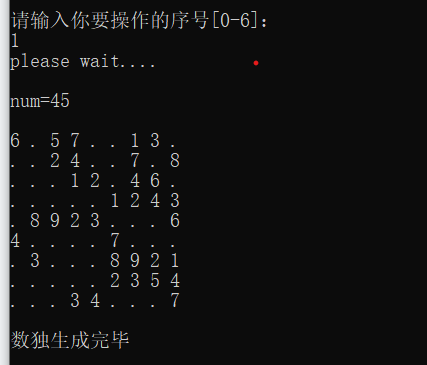 请输入你要操作的序号[0-6]:
1
please wait....
num=45
6 . 5 7 . . 1 3 .
. . 2 4 . . 7 . 8
. . . 1 2 . 4 6 .
. . . . . 1 2 4 3
. 8 9 2 3 . . . 6
4 . . . . 7 . . .
. 3 . . . 8 9 2 1
. . . . . 2 3 5 4
. . . 3 4 . . . 7
数独生成完毕